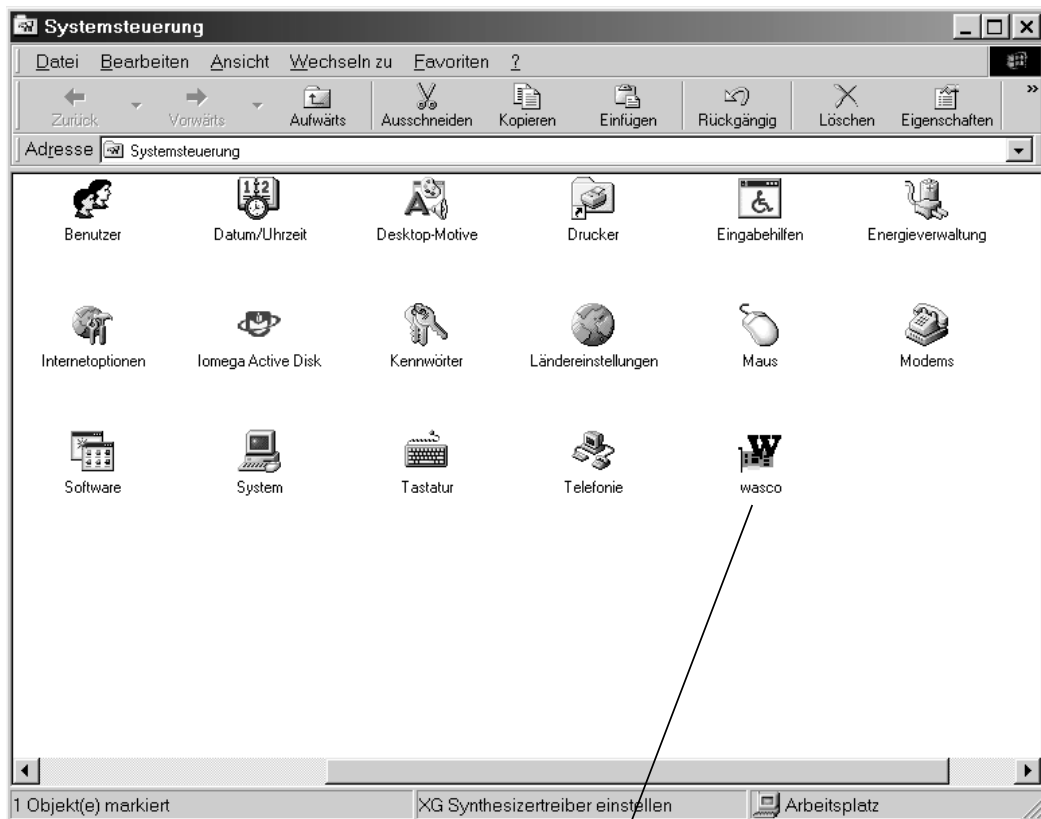 Systemsteuerung
Datei Bearbeiten Ansicht Wechseln zu Favoriten ?
Zurück Vorwärts Aufwärts Ausschneiden Kopieren Einfügen Rückgängig Löschen Eigenschaften »
Adresse Systemsteuerung
Benutzer Datum/Uhrzeit Desktop-Motive Drucker Eingabehilfen Energieverwaltung
Internetoptionen Iomega Active Disk Kennwörter Ländereinstellungen Maus Modems
Software System Tastatur Telefonie wasco
1 Objekt(e) markiert XG Synthesizertreiber einstellen Arbeitsplatz